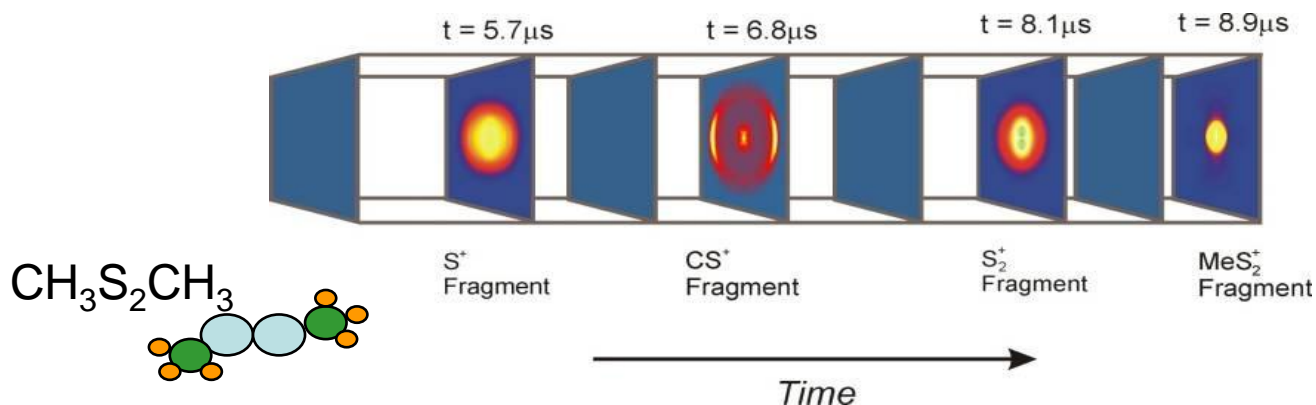 t = 5.7μs t = 6.8μs t = 8.1μs t = 8.9μs
S⁺ CS⁺ S₂⁺ MeS₂⁺
Fragment Fragment Fragment Fragment
CH₃S₂CH₃
Time